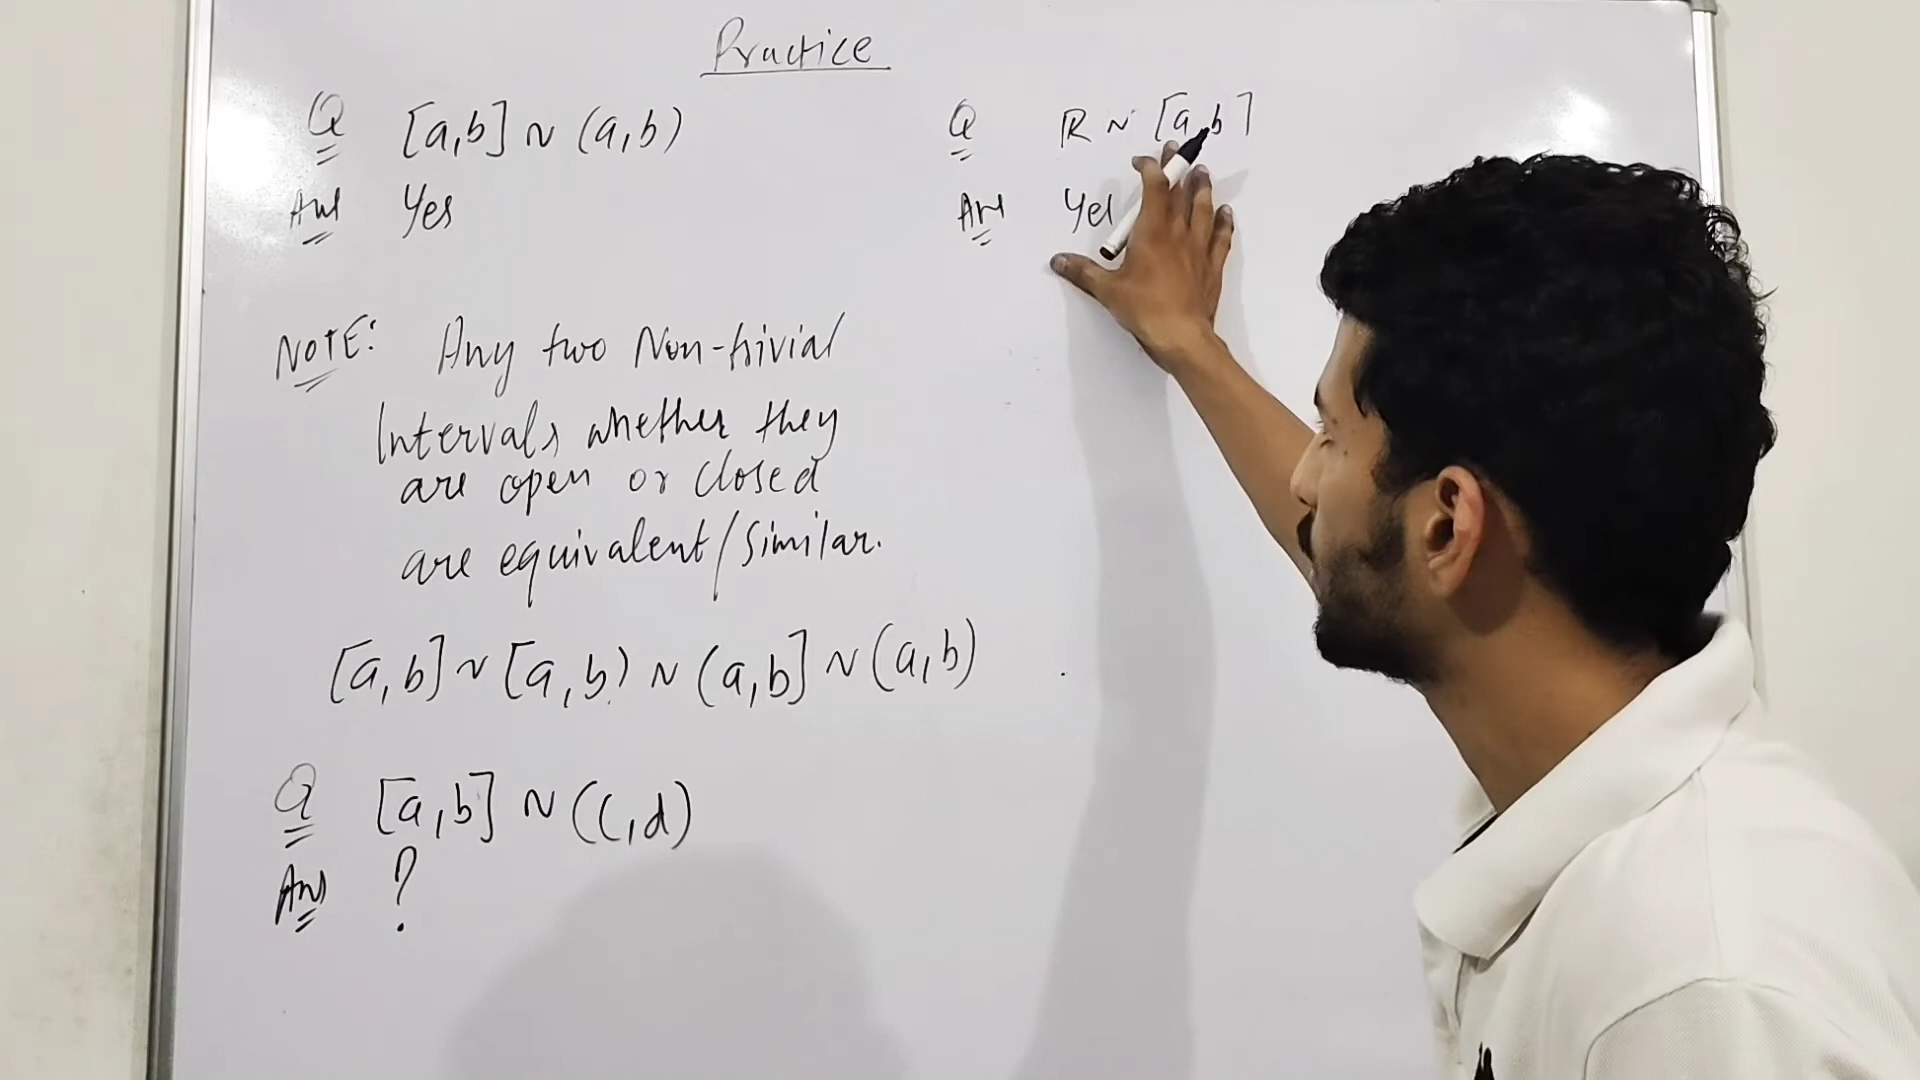 Practice
Q [a,b] ~ (a,b)
Ans Yes
NOTE: Any two Non-trivial
Intervals whether they
are open or closed
are equivalent/Similar.
[a,b] ~ [a,b) ~ (a,b] ~ (a,b)
Q [a,b] ~ (c,d)
Ans ?
Q R ~ [a,b]
Ans Yes